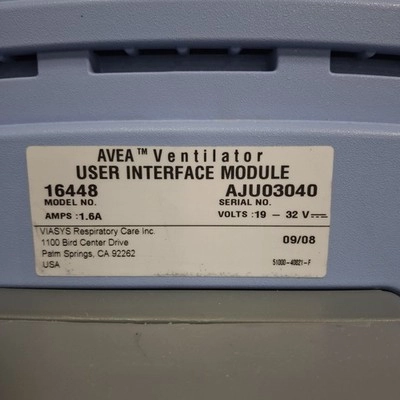 AVEA™ Ventilator
USER INTERFACE MODULE
16448 AJU03040
MODEL NO. SERIAL NO.
AMPS :1.6A VOLTS :19 – 32 V⎓
VIASYS Respiratory Care Inc.
1100 Bird Center Drive 09/08
Palm Springs, CA 92262
USA 51000-40821-F